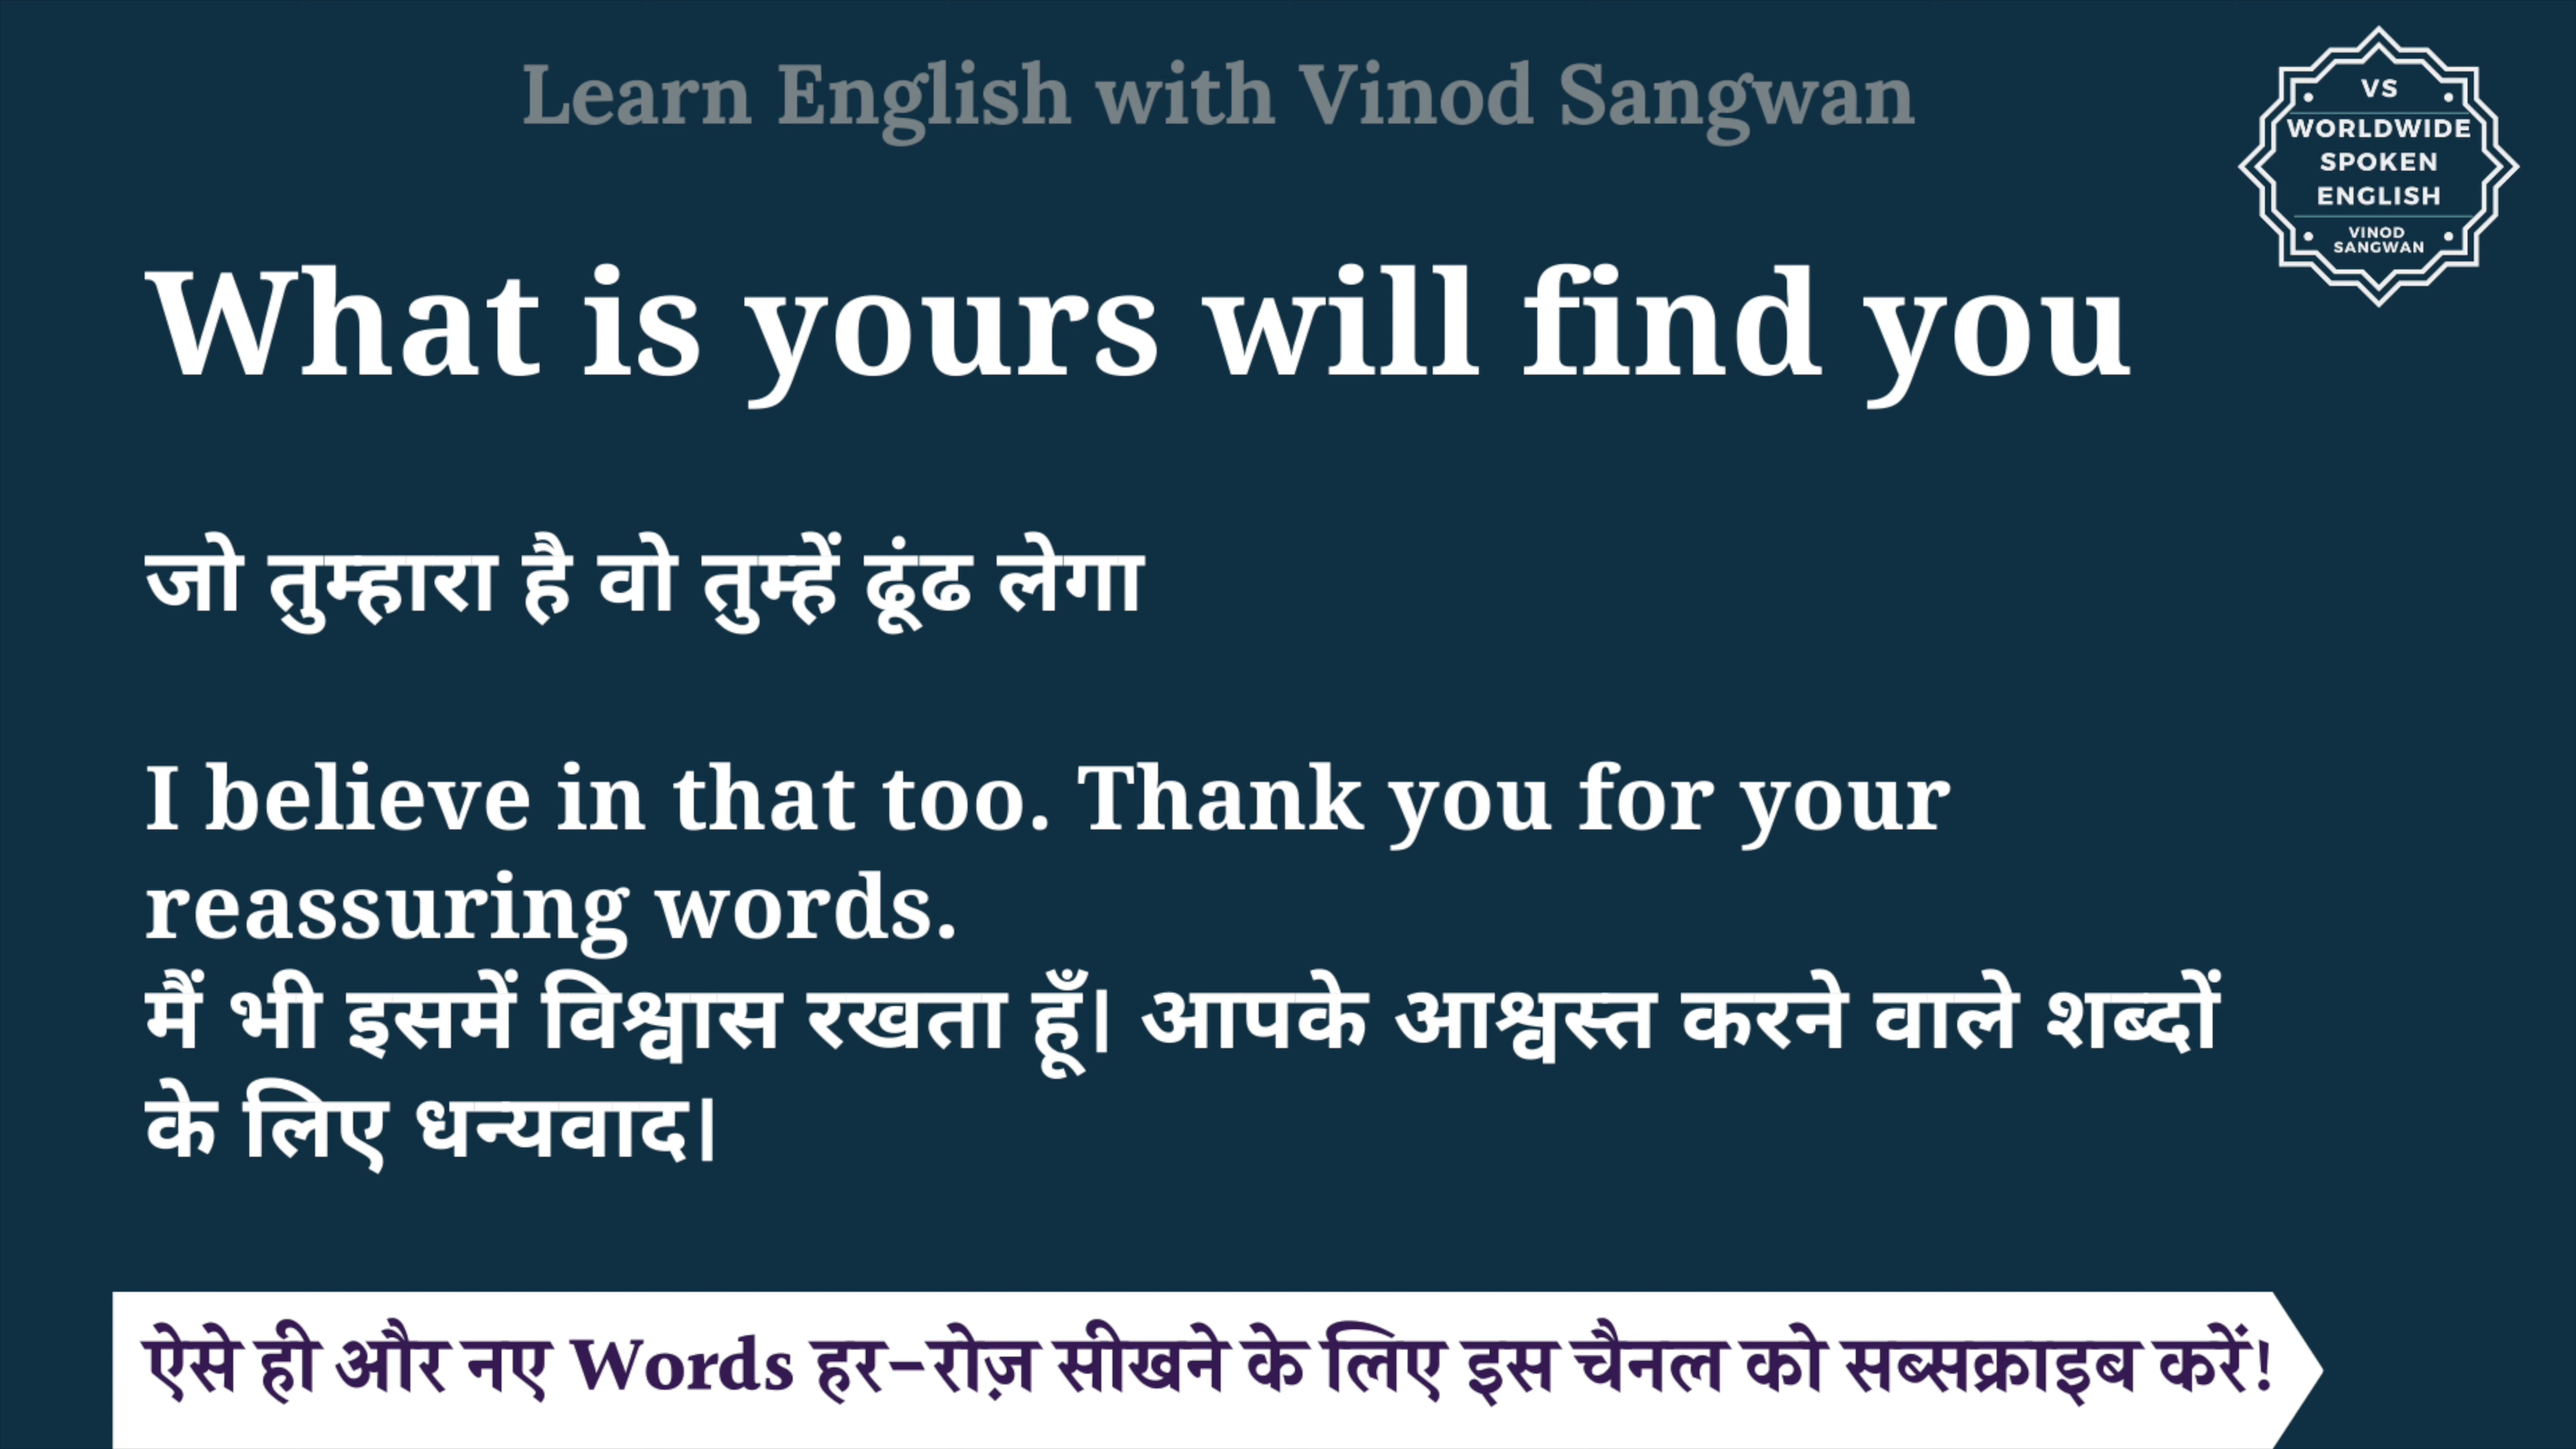 Learn English with Vinod Sangwan
VS
WORLDWIDE
SPOKEN
ENGLISH
VINOD
SANGWAN
What is yours will find you
जो तुम्हारा है वो तुम्हें ढूंढ लेगा
I believe in that too. Thank you for your
reassuring words.
मैं भी इसमें विश्वास रखता हूँ। आपके आश्वस्त करने वाले शब्दों
के लिए धन्यवाद।
ऐसे ही और नए Words हर-रोज़ सीखने के लिए इस चैनल को सब्सक्राइब करें!